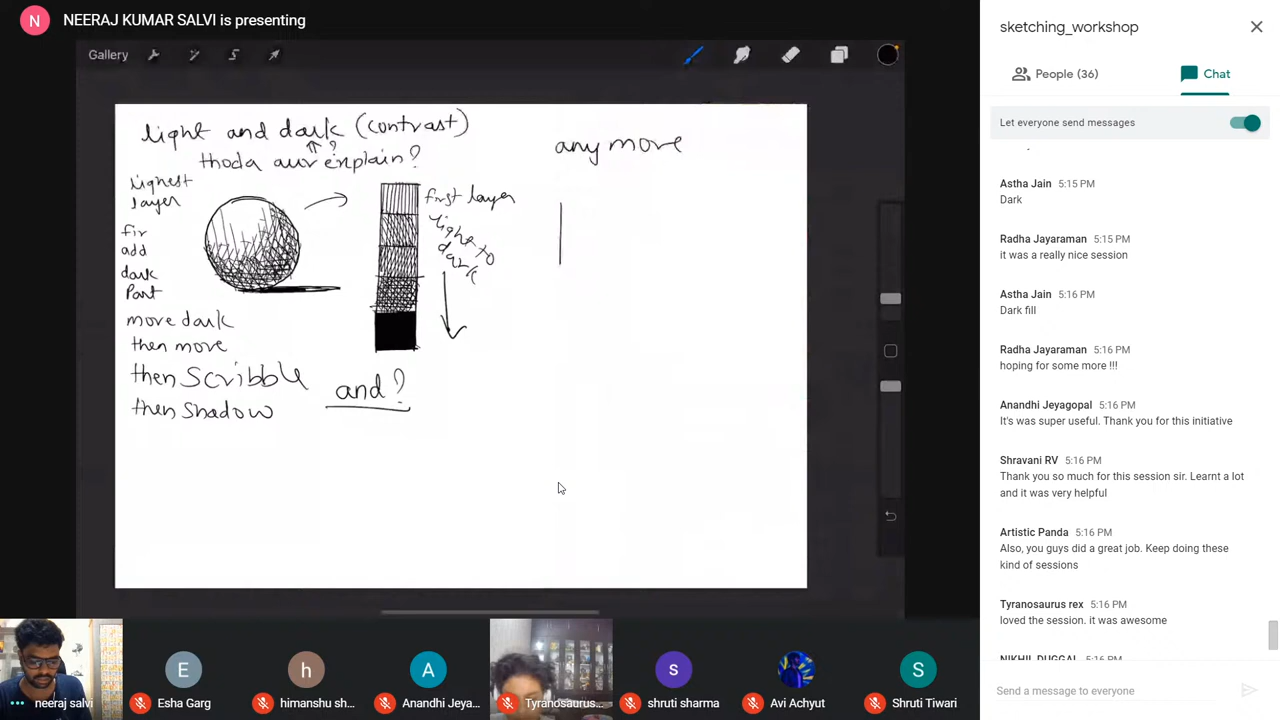 N
NEERAJ KUMAR SALVI is presenting
Gallery
light and dark (contrast)
?
thoda aur explain?
lighest
layer
fir
add
dark
part
move dark
then move
then Scribble
then shadow
and?
first layer
light to
dark
any move
sketching_workshop
People (36)
Chat
Let everyone send messages
Astha Jain 5:15 PM
Dark
Radha Jayaraman 5:15 PM
it was a really nice session
Astha Jain 5:16 PM
Dark fill
Radha Jayaraman 5:16 PM
hoping for some more !!!
Anandhi Jeyagopal 5:16 PM
It's was super useful. Thank you for this initiative
Shravani RV 5:16 PM
Thank you so much for this session sir. Learnt a lot
and it was very helpful
Artistic Panda 5:16 PM
Also, you guys did a great job. Keep doing these
kind of sessions
Tyranosaurus rex 5:16 PM
loved the session. it was awesome
NIKHIL DUGGAL 5:16 PM
Send a message to everyone
neeraj salvi
E
Esha Garg
h
himanshu sh...
A
Anandhi Jeya...
Tyranosaurus...
s
shruti sharma
Avi Achyut
S
Shruti Tiwari